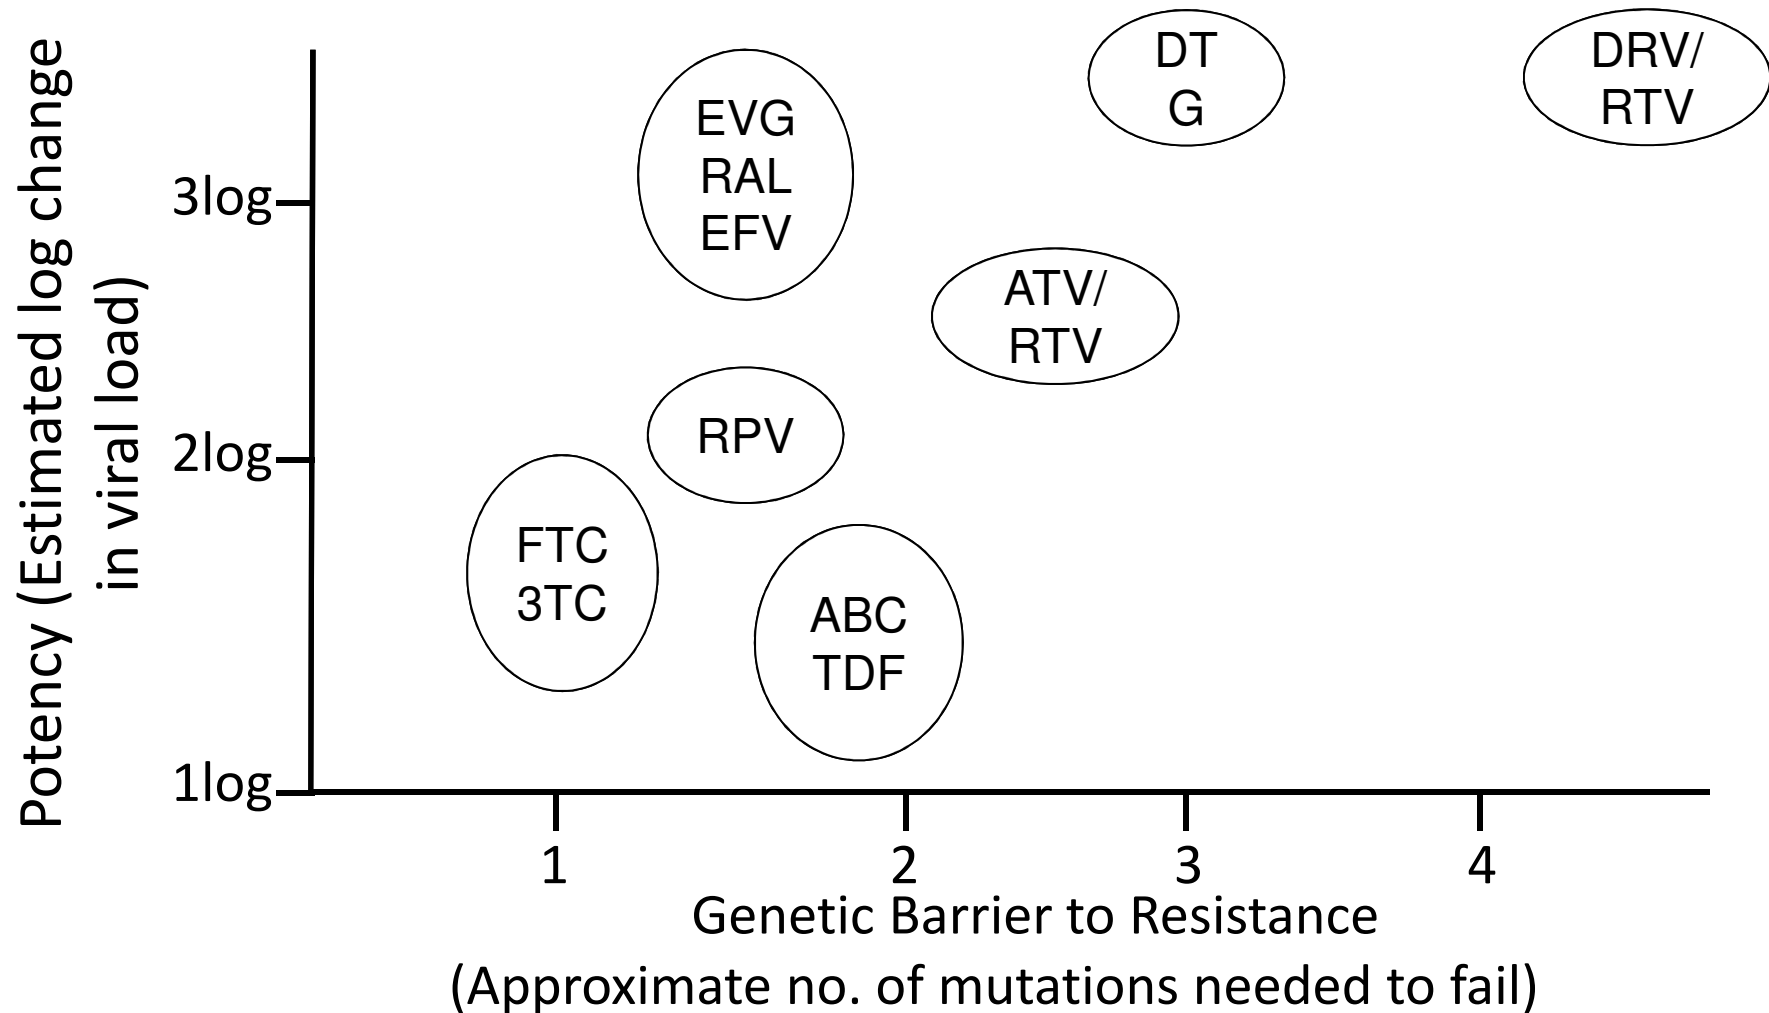 Potency (Estimated log change
in viral load)
3log
2log
1log
EVG
RAL
EFV
DT
G
DRV/
RTV
ATV/
RTV
RPV
FTC
3TC
ABC
TDF
1
2
3
4
Genetic Barrier to Resistance
(Approximate no. of mutations needed to fail)